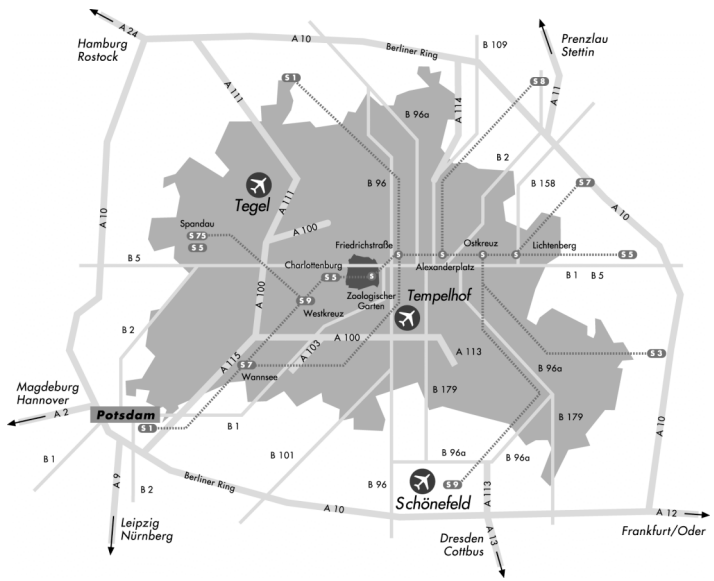 A 24
Hamburg
Rostock
A 10
Berliner Ring
B 109
Prenzlau
Stettin
A 11
S 1
S 8
A 111
A 114
B 96a
B 2
B 96
B 158
S 7
Tegel
A 111
A 10
A 10
Spandau
S 75
S 5
A 100
Friedrichstraße
Ostkreuz
Lichtenberg
S
S
S
S
S 5
B 5
Charlottenburg
S 5
S
Alexanderplatz
B 1
B 5
Zoologischer
Garten
Tempelhof
A 100
S 9
Westkreuz
B 2
A 100
A 103
A 115
S 7
Wannsee
A 113
S 3
B 96a
Magdeburg
Hannover
A 2
Potsdam
S 1
B 1
B 179
B 179
A 10
B 1
A 9
B 2
B 101
B 96a
B 96a
Berliner Ring
B 96
S 9
A 113
Schönefeld
A 10
A 12
Leipzig
Nürnberg
Dresden
Cottbus
A 13
Frankfurt/Oder